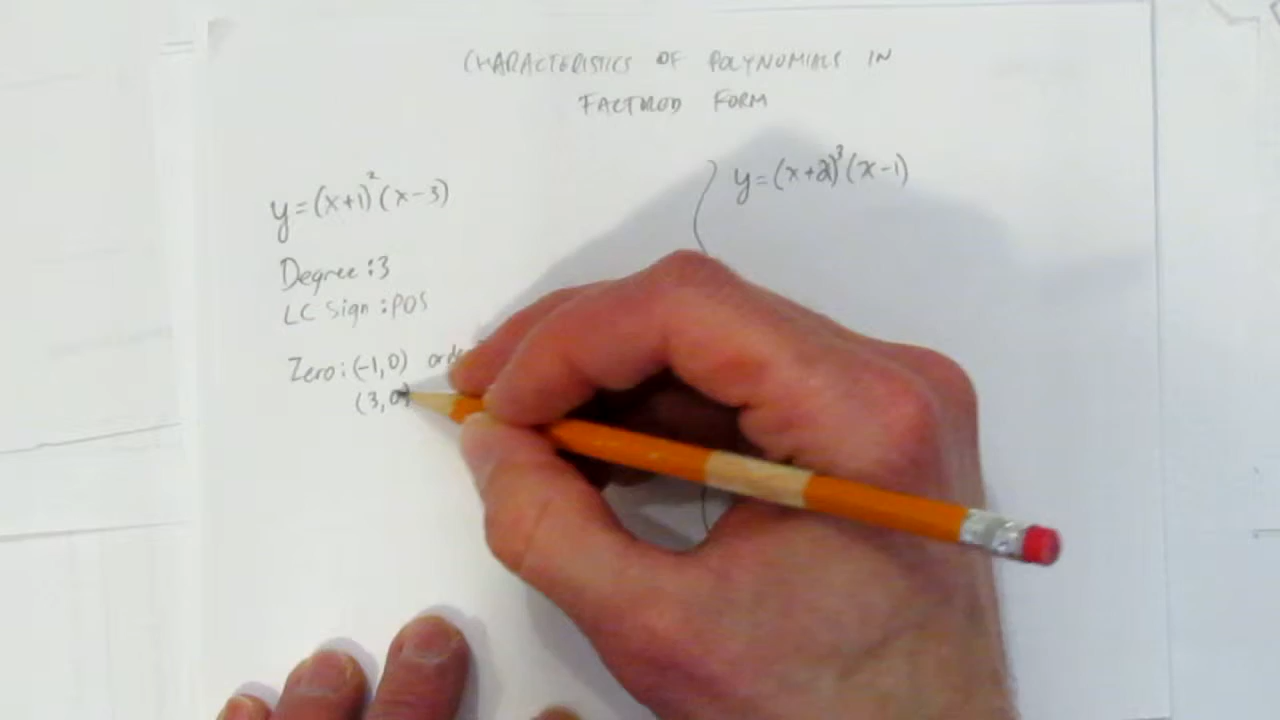 CHARACTERISTICS OF POLYNOMIALS IN
FACTORED FORM
y=(x+1)²(x-3)
Degree:3
LC Sign:POS
Zero:(-1,0)
(3,0)
y=(x+2)³(x-1)